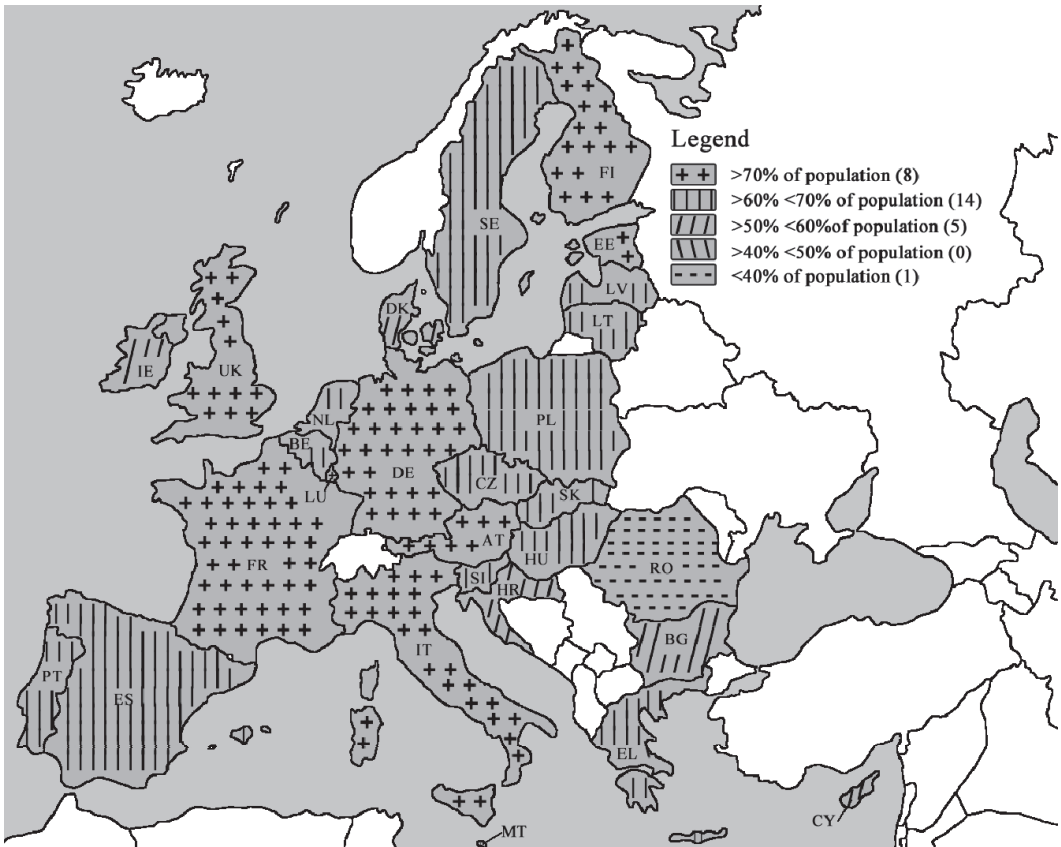 Legend
>70% of population (8)
>60% <70% of population (14)
>50% <60%of population (5)
>40% <50% of population (0)
<40% of population (1)
FI
SE
EE
LV
DK
LT
IE
UK
NL
PL
BE
DE
CZ
LU
SK
AT
HU
FR
RO
SI
HR
BG
IT
PT
ES
EL
CY
MT